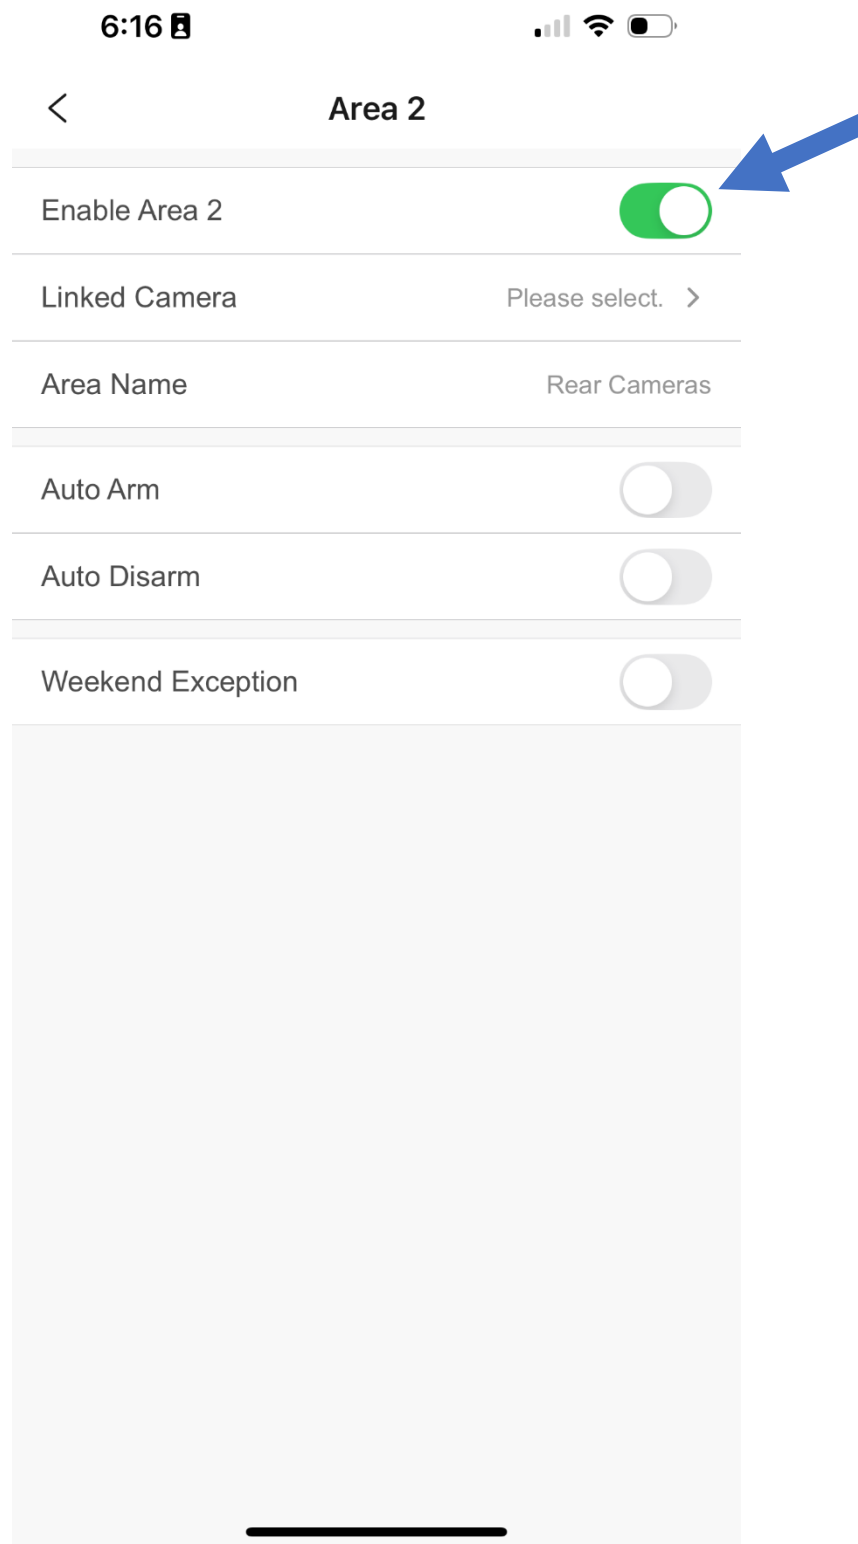 6:16
Area 2
Enable Area 2
Linked Camera Please select.
Area Name Rear Cameras
Auto Arm
Auto Disarm
Weekend Exception